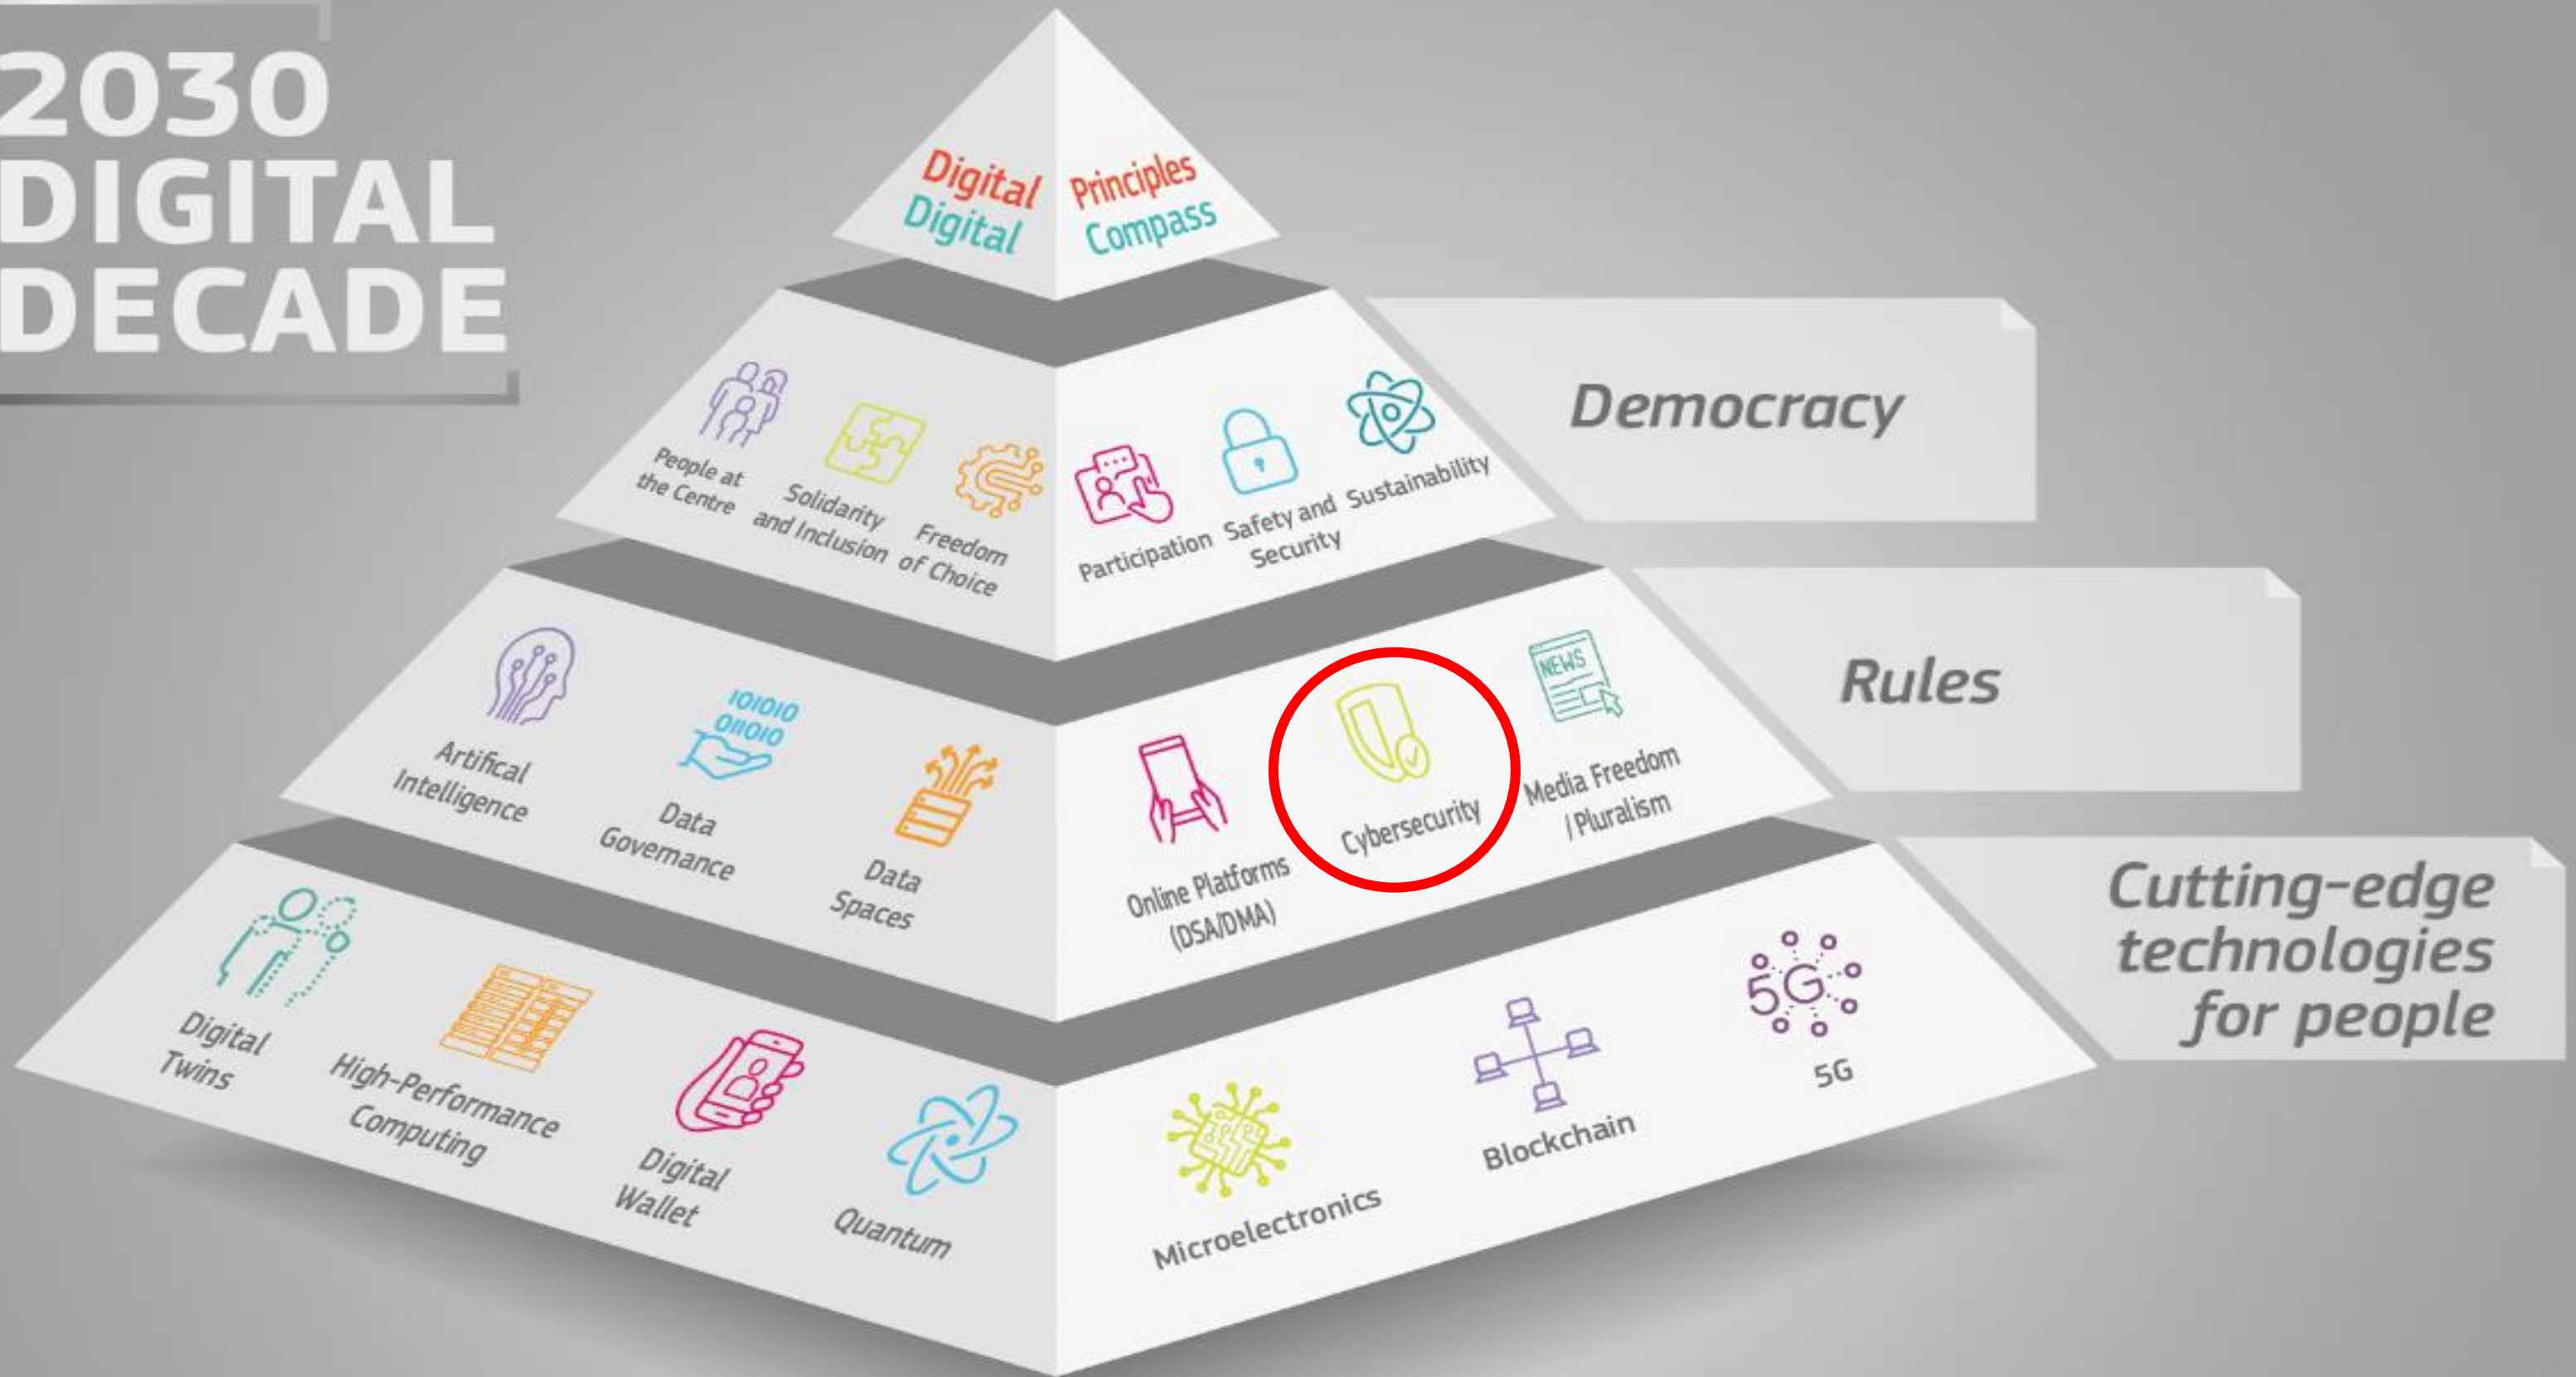 2030
DIGITAL
DECADE
Digital Principles
Digital Compass
People at
the Centre
Solidarity
and Inclusion
Freedom
of Choice
Participation
Safety and
Security
Sustainability
Democracy
Artifical
Intelligence
101010
011010
Data
Governance
Data
Spaces
Online Platforms
(DSA/DMA)
Cybersecurity
NEWS
Media Freedom
/ Pluralism
Rules
Digital
Twins
High-Performance
Computing
Digital
Wallet
Quantum
Microelectronics
Blockchain
5G
5G
Cutting-edge
technologies
for people